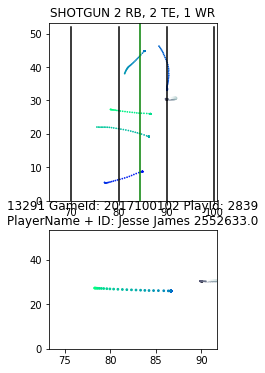 SHOTGUN 2 RB, 2 TE, 1 WR
50
40
30
20
10
0
70 80 90 100
13291 GameId: 2017100102 PlayId: 2839
PlayerName + ID: Jesse James 2552633.0
40
20
0
75 80 85 90